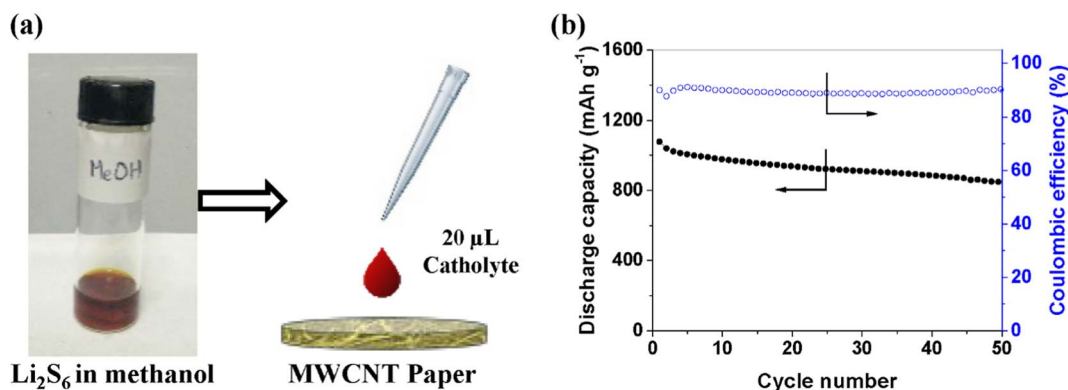 (a)
MeOH
20 µL
Catholyte
Li₂S₆ in methanol
MWCNT Paper
(b)
Discharge capacity (mAh g⁻¹)
1600
1200
800
400
0
0 10 20 30 40 50
Cycle number
100
80
60
40
20
0
Coulombic efficiency (%)